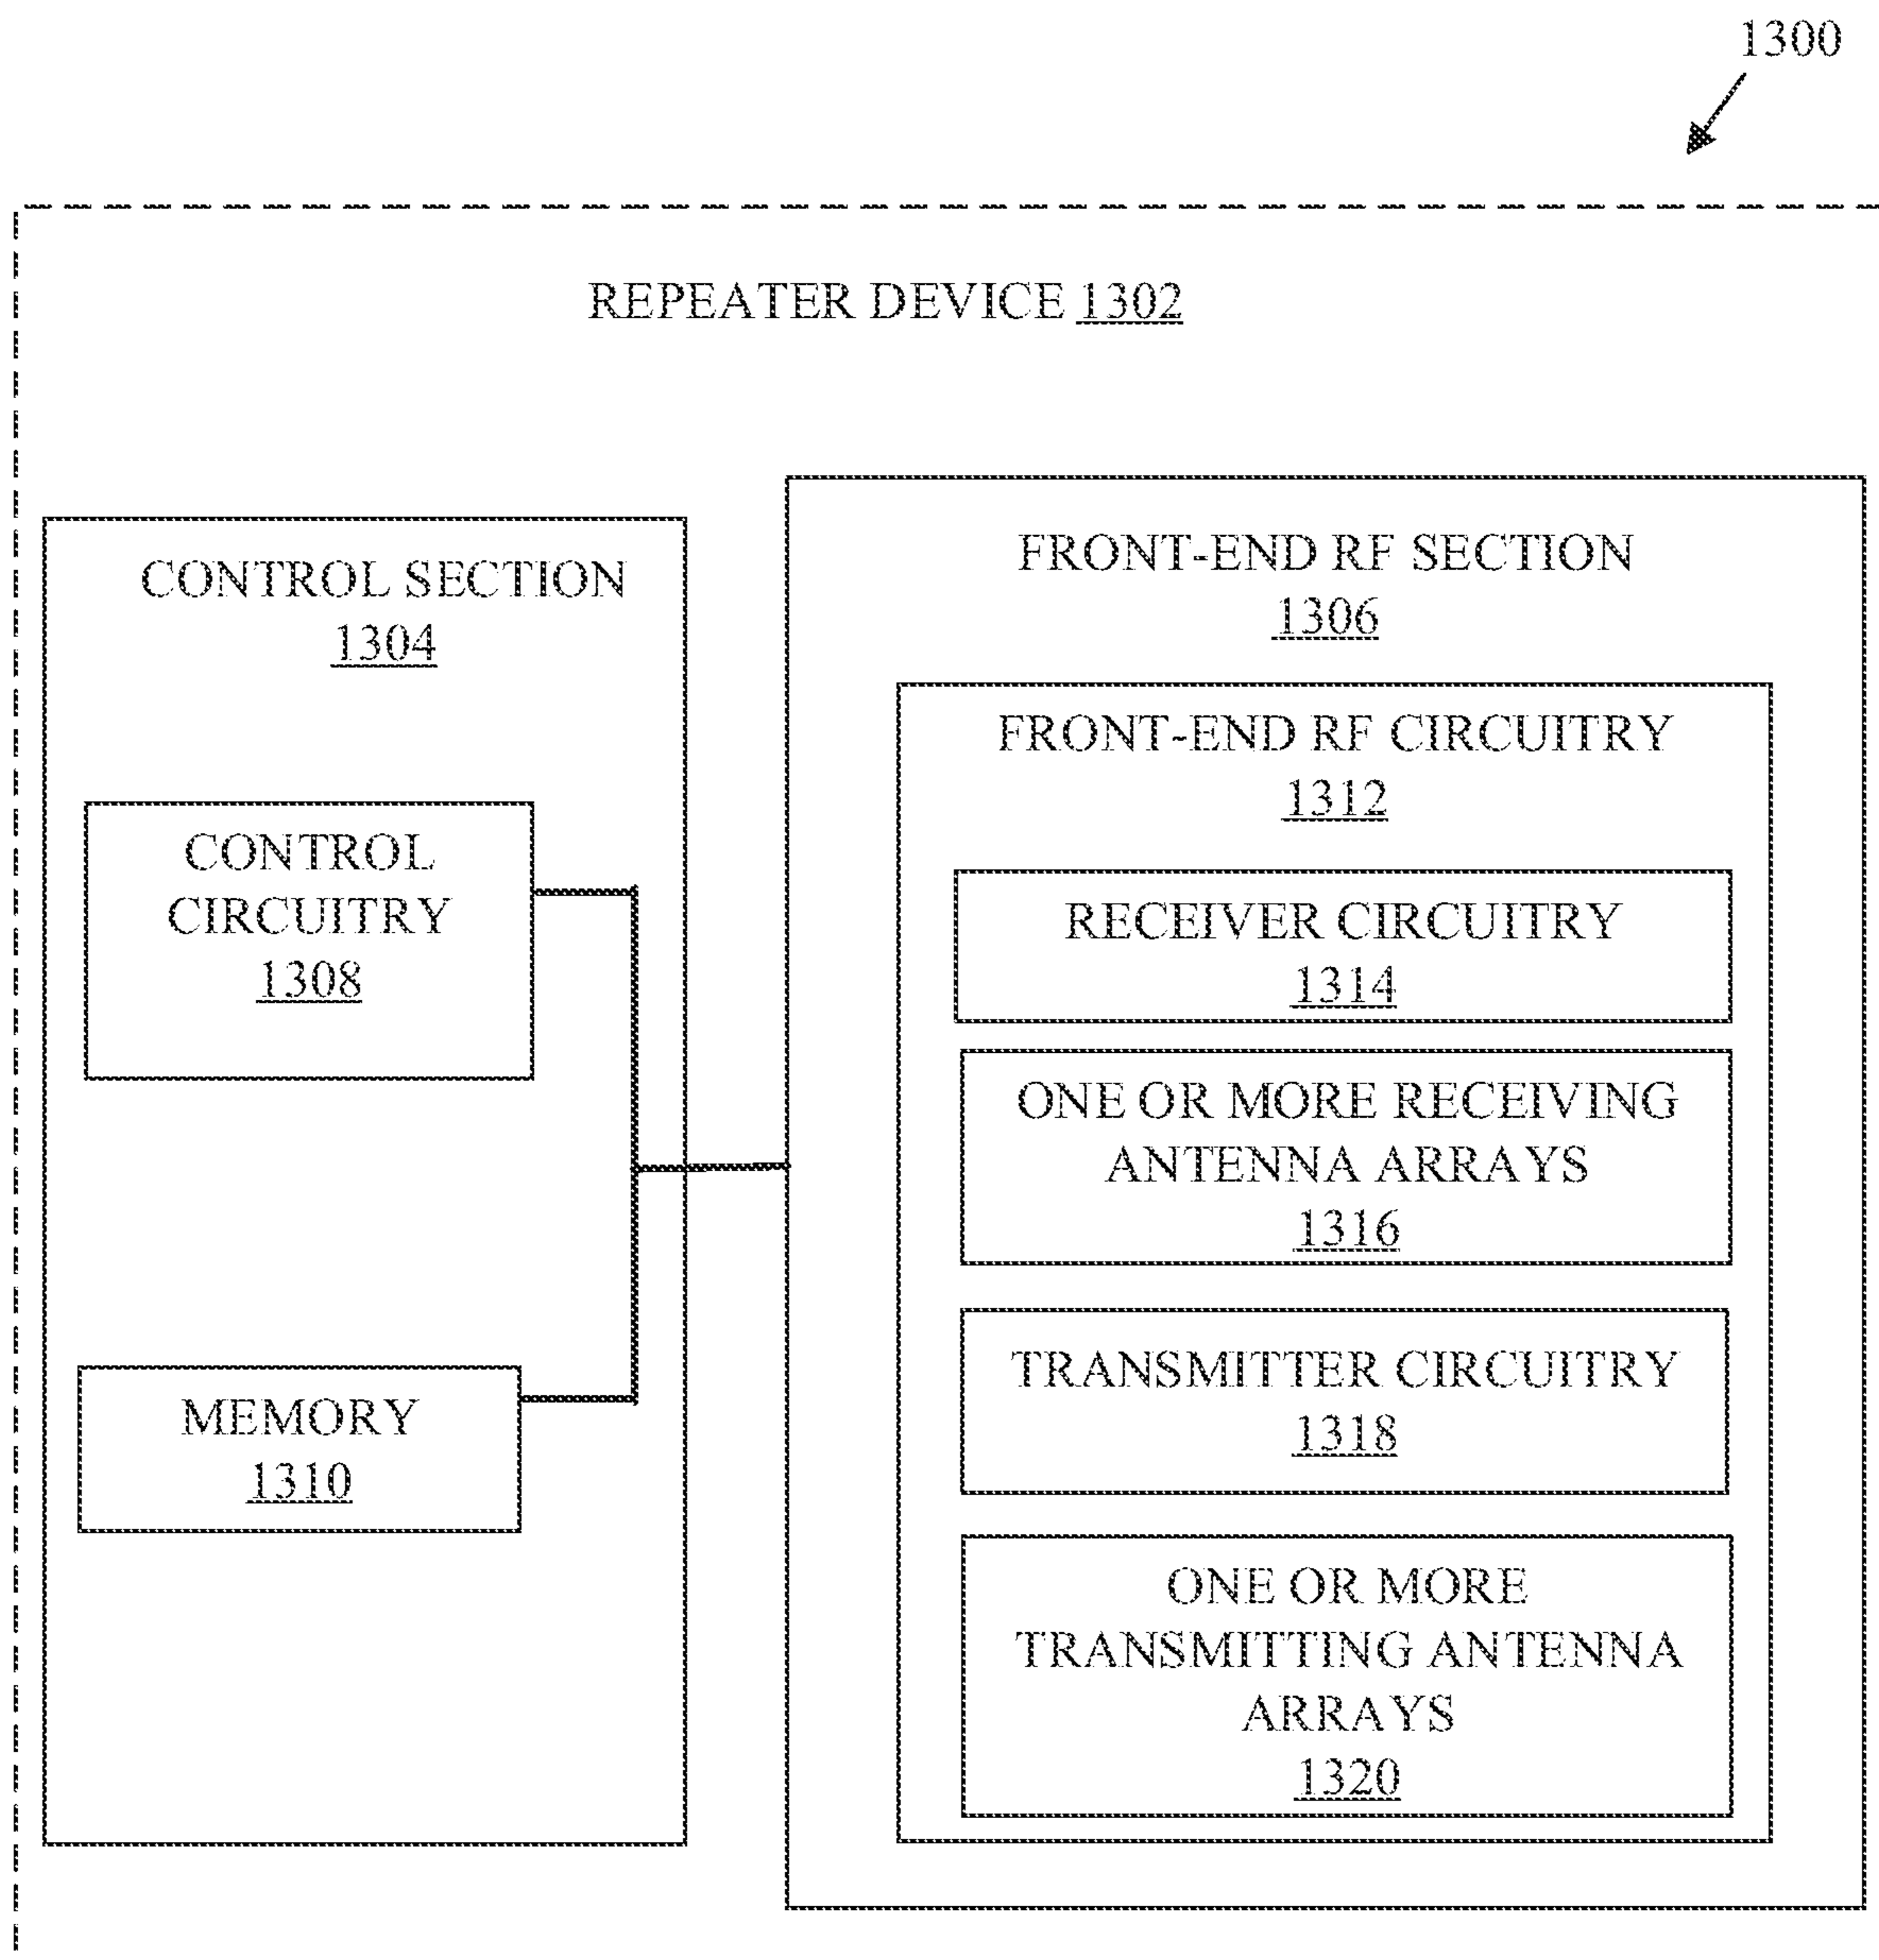 1300
REPEATER DEVICE 1302
CONTROL SECTION
1304
CONTROL
CIRCUITRY
1308
MEMORY
1310
FRONT-END RF SECTION
1306
FRONT-END RF CIRCUITRY
1312
RECEIVER CIRCUITRY
1314
ONE OR MORE RECEIVING
ANTENNA ARRAYS
1316
TRANSMITTER CIRCUITRY
1318
ONE OR MORE
TRANSMITTING ANTENNA
ARRAYS
1320